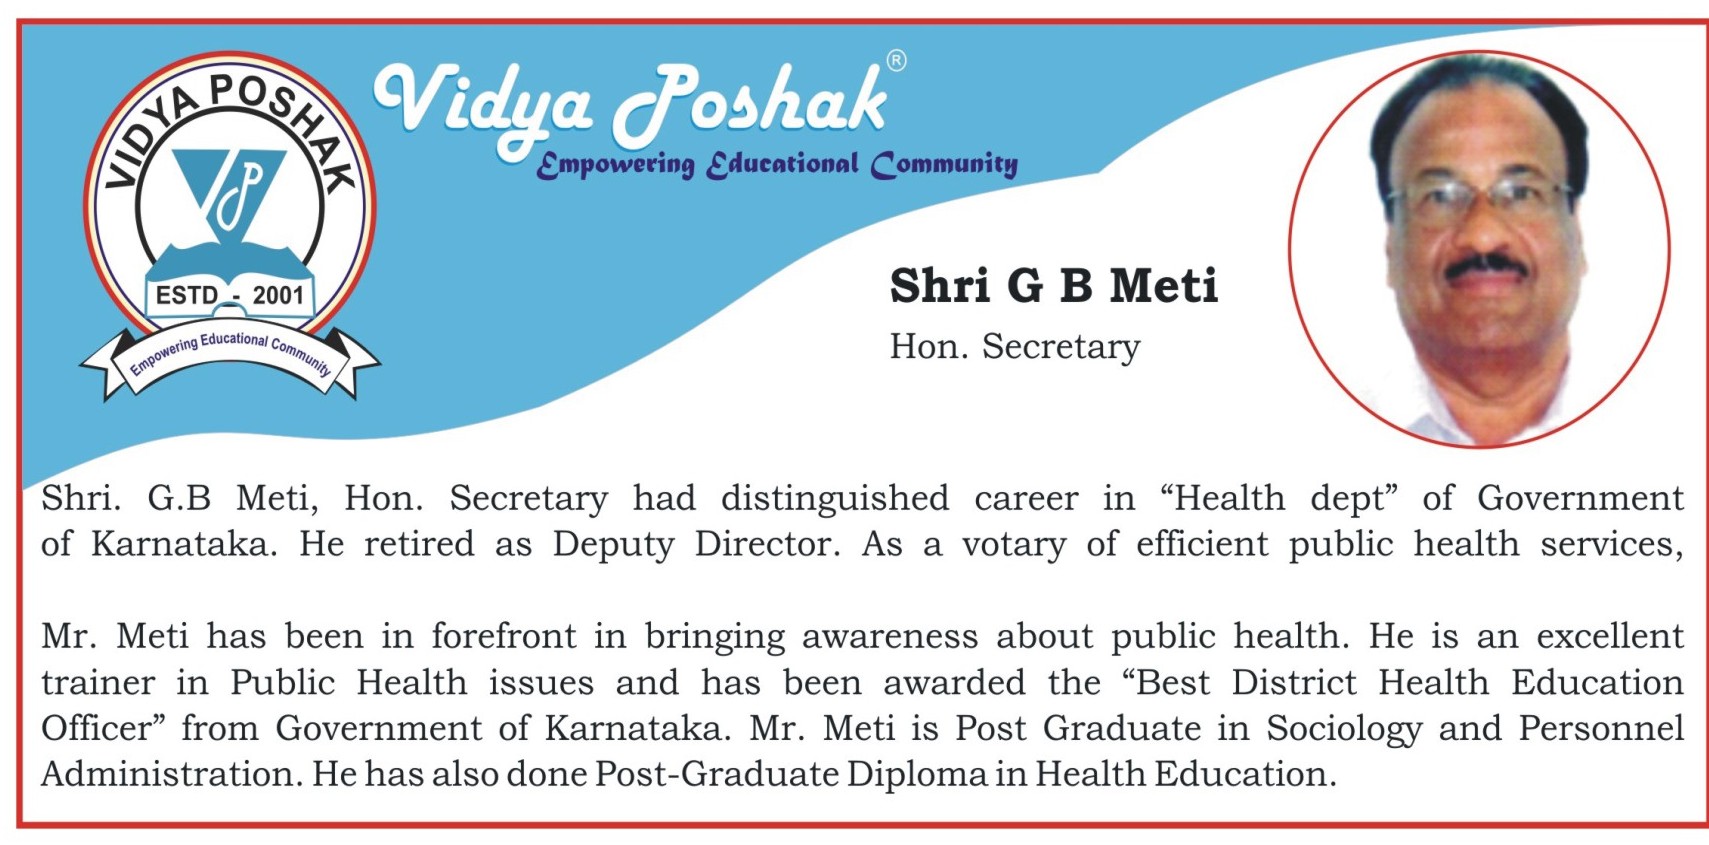 VIDYA POSHAK
ESTD - 2001
Empowering Educational Community
Vidya Poshak®
Empowering Educational Community
Shri G B Meti
Hon. Secretary
Shri. G.B Meti, Hon. Secretary had distinguished career in “Health dept” of Government
of Karnataka. He retired as Deputy Director. As a votary of efficient public health services,
Mr. Meti has been in forefront in bringing awareness about public health. He is an excellent
trainer in Public Health issues and has been awarded the “Best District Health Education
Officer” from Government of Karnataka. Mr. Meti is Post Graduate in Sociology and Personnel
Administration. He has also done Post-Graduate Diploma in Health Education.